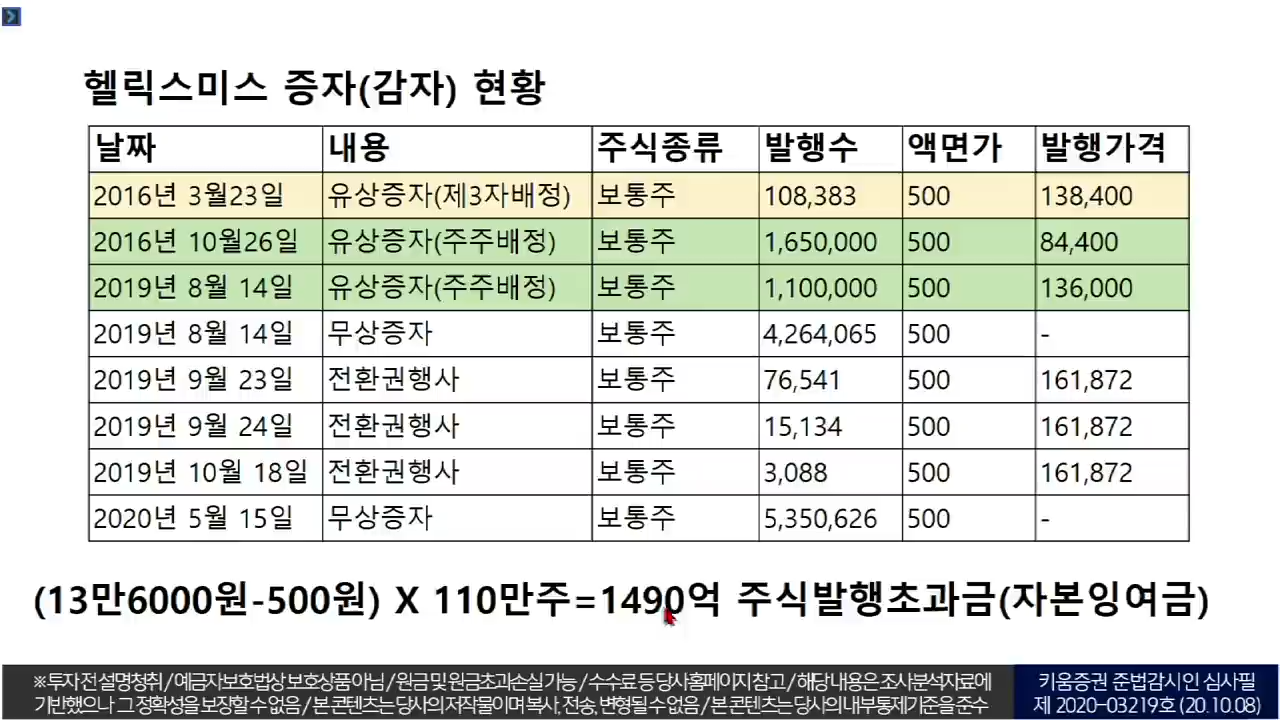 헬릭스미스 증자(감자) 현황
날짜 내용 주식종류 발행수 액면가 발행가격
2016년 3월23일 유상증자(제3자배정) 보통주 108,383 500 138,400
2016년 10월26일 유상증자(주주배정) 보통주 1,650,000 500 84,400
2019년 8월 14일 유상증자(주주배정) 보통주 1,100,000 500 136,000
2019년 8월 14일 무상증자 보통주 4,264,065 500 -
2019년 9월 23일 전환권행사 보통주 76,541 500 161,872
2019년 9월 24일 전환권행사 보통주 15,134 500 161,872
2019년 10월 18일 전환권행사 보통주 3,088 500 161,872
2020년 5월 15일 무상증자 보통주 5,350,626 500 -
(13만6000원-500원) X 110만주=1490억 주식발행초과금(자본잉여금)
※투자 전 설명청취 / 예금자보호법상 보호상품 아님 / 원금 및 원금초과손실 가능 / 수수료 등 당사홈페이지 참고 / 해당 내용은 조사분석자료에
기반했으나 그 정확성을 보장할 수 없음 / 본 콘텐츠는 당사의 저작물이며 복사, 전송, 변형될 수 없음 / 본 콘텐츠는 당사의 내부통제기준을 준수
키움증권 준법감시인 심사필
제 2020-03219호 (20.10.08)